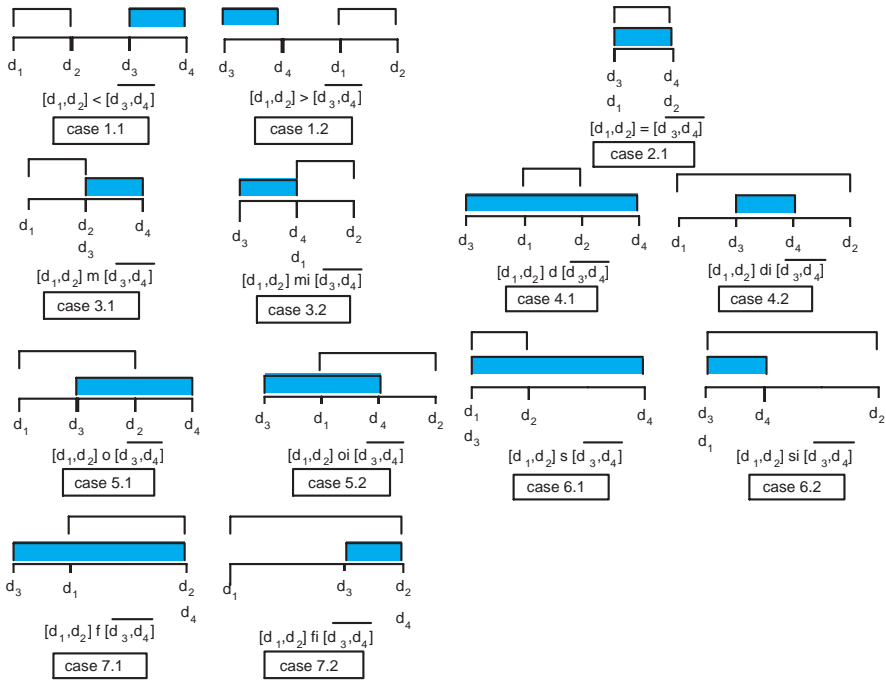 d1 d2 d3 d4
[d1,d2] < [d3,d4]
case 1.1
d3 d4 d1 d2
[d1,d2] > [d3,d4]
case 1.2
d3 d4
d1 d2
[d1,d2] = [d3,d4]
case 2.1
d1 d2 d4
d3
[d1,d2] m [d3,d4]
case 3.1
d3 d4 d2
d1
[d1,d2] mi [d3,d4]
case 3.2
d3 d1 d2 d4
[d1,d2] d [d3,d4]
case 4.1
d1 d3 d4 d2
[d1,d2] di [d3,d4]
case 4.2
d1 d3 d2 d4
[d1,d2] o [d3,d4]
case 5.1
d3 d1 d4 d2
[d1,d2] oi [d3,d4]
case 5.2
d1 d2 d4
d3
[d1,d2] s [d3,d4]
case 6.1
d3 d4 d2
d1
[d1,d2] si [d3,d4]
case 6.2
d3 d1 d2
d4
[d1,d2] f [d3,d4]
case 7.1
d1 d3 d2
d4
[d1,d2] fi [d3,d4]
case 7.2